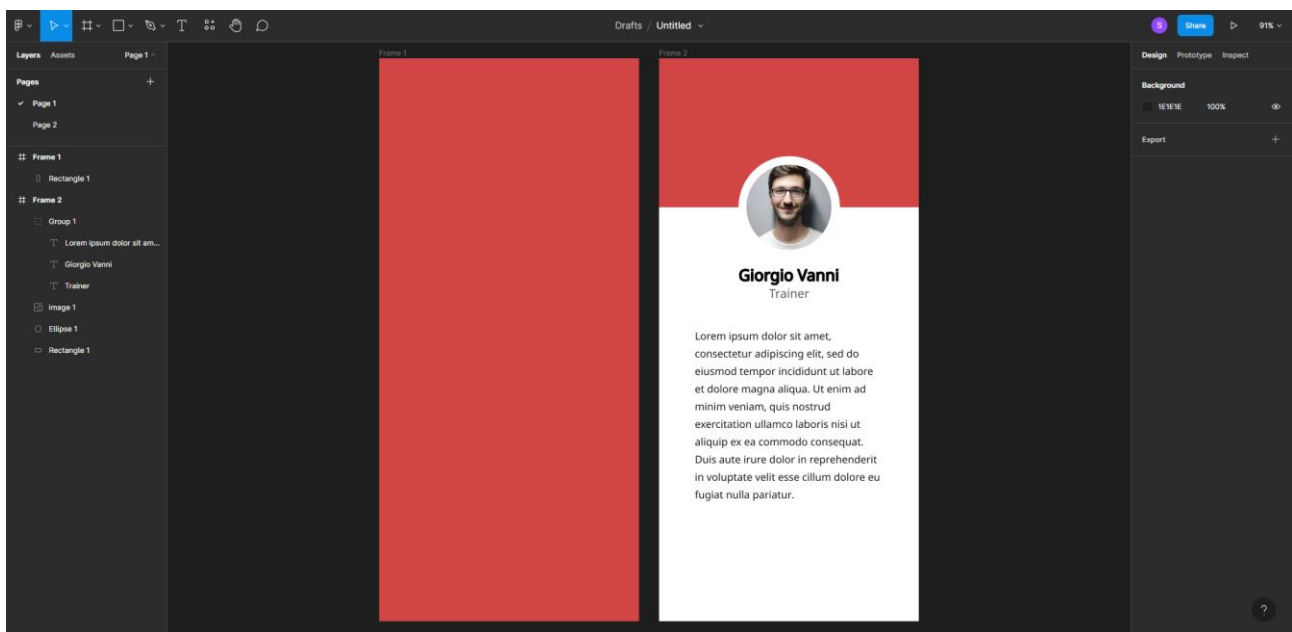 Drafts / Untitled
S
Share
91%
Layers Assets Page 1
Pages
Page 1
Page 2
Frame 1
Rectangle 1
Frame 2
Group 1
Lorem ipsum dolor sit am...
Giorgio Vanni
Trainer
image 1
Ellipse 1
Rectangle 1
Frame 1
Frame 2
Giorgio Vanni
Trainer
Lorem ipsum dolor sit amet,
consectetur adipiscing elit, sed do
eiusmod tempor incididunt ut labore
et dolore magna aliqua. Ut enim ad
minim veniam, quis nostrud
exercitation ullamco laboris nisi ut
aliquip ex ea commodo consequat.
Duis aute irure dolor in reprehenderit
in voluptate velit esse cillum dolore eu
fugiat nulla pariatur.
Design Prototype Inspect
Background
1E1E1E 100%
Export
?